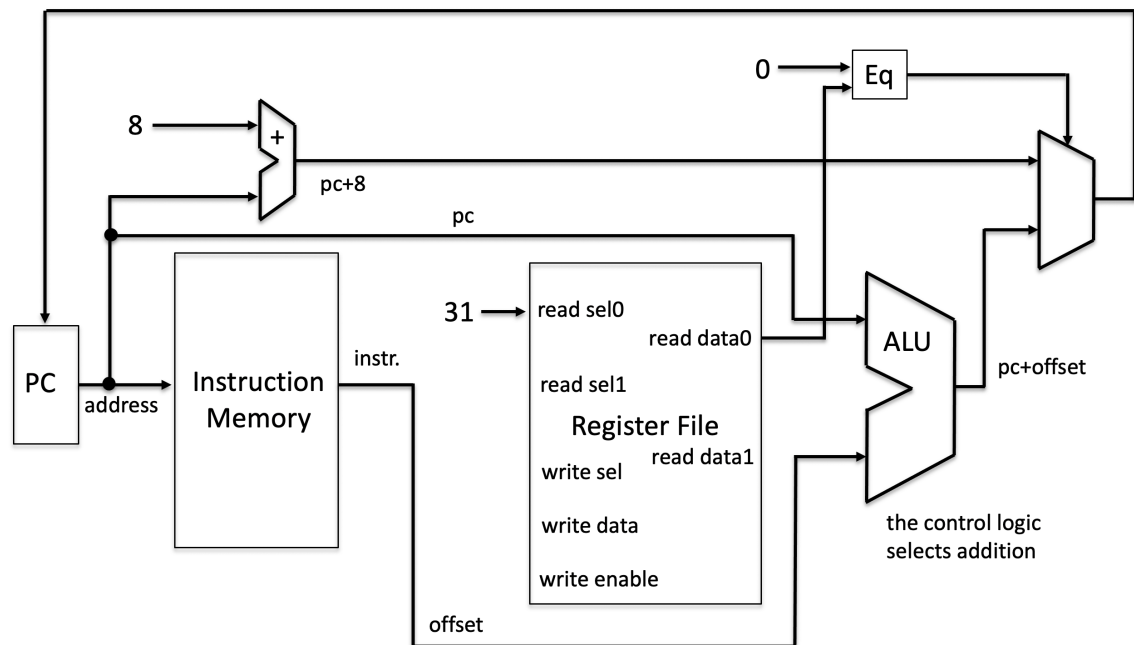 0
Eq
8
+
pc+8
pc
31
read sel0
read data0
ALU
instr.
PC
Instruction
Memory
address
read sel1
pc+offset
Register File
read data1
write sel
write data
the control logic
selects addition
write enable
offset